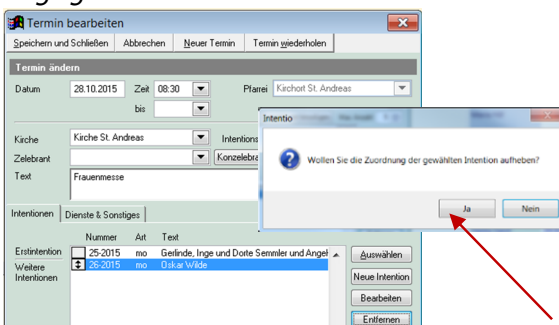 Termin bearbeiten
Speichern und Schließen Abbrechen Neuer Termin Termin wiederholen
Termin ändern
Datum 28.10.2015 Zeit 08:30 Pfarrei Kirchort St. Andreas
bis
Intentio
Kirche Kirche St. Andreas Intentions
Zelebrant Konzelebra
Wollen Sie die Zuordnung der gewählten Intention aufheben?
Text Frauenmesse
Ja Nein
Intentionen Dienste & Sonstiges
Nummer Art Text
Erstintention 25-2015 mo Gerlinde, Inge und Dorte Semmler und Angeh
Auswählen
Weitere Intentionen 26-2015 mo Oskar Wilde
Neue Intention
Bearbeiten
Entfernen